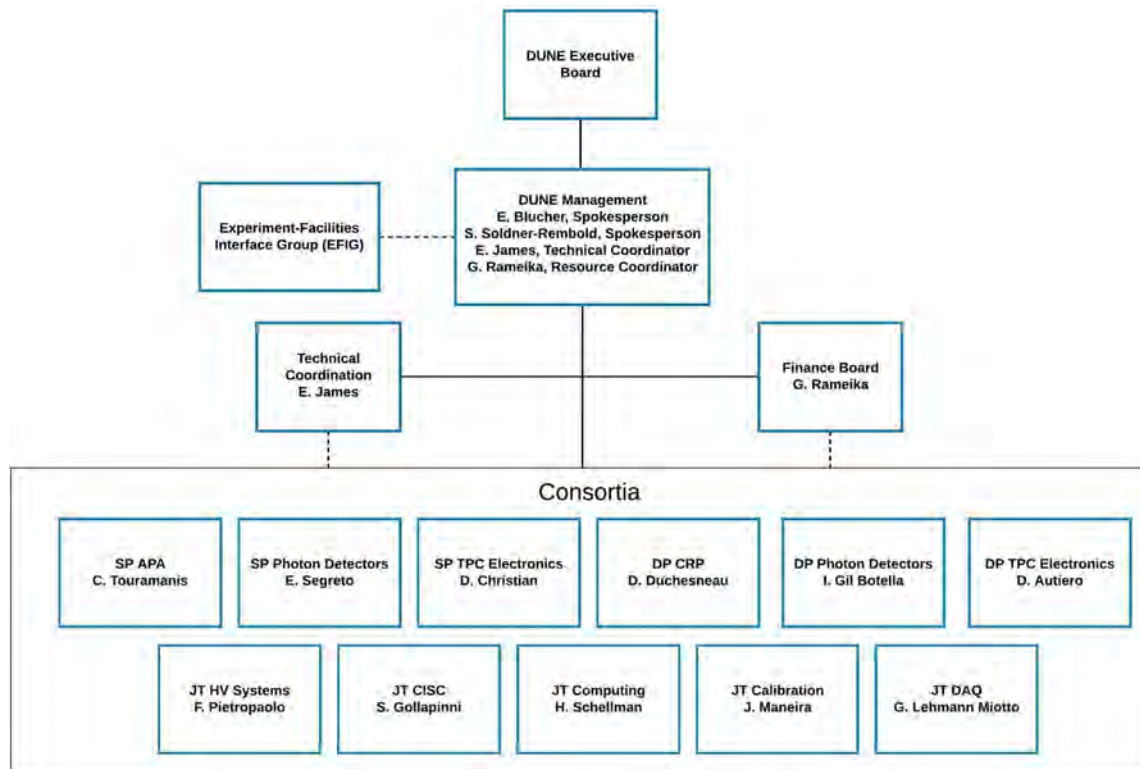 DUNE Executive
Board
DUNE Management
E. Blucher, Spokesperson
S. Soldner-Rembold, Spokesperson
E. James, Technical Coordinator
G. Rameika, Resource Coordinator
Experiment-Facilities
Interface Group (EFIG)
Technical
Coordination
E. James
Finance Board
G. Rameika
Consortia
SP APA
C. Touramanis
SP Photon Detectors
E. Segreto
SP TPC Electronics
D. Christian
DP CRP
D. Duchesneau
DP Photon Detectors
I. Gil Botella
DP TPC Electronics
D. Autiero
JT HV Systems
F. Pietropaolo
JT CISC
S. Gollapinni
JT Computing
H. Schellman
JT Calibration
J. Maneira
JT DAQ
G. Lehmann Miotto